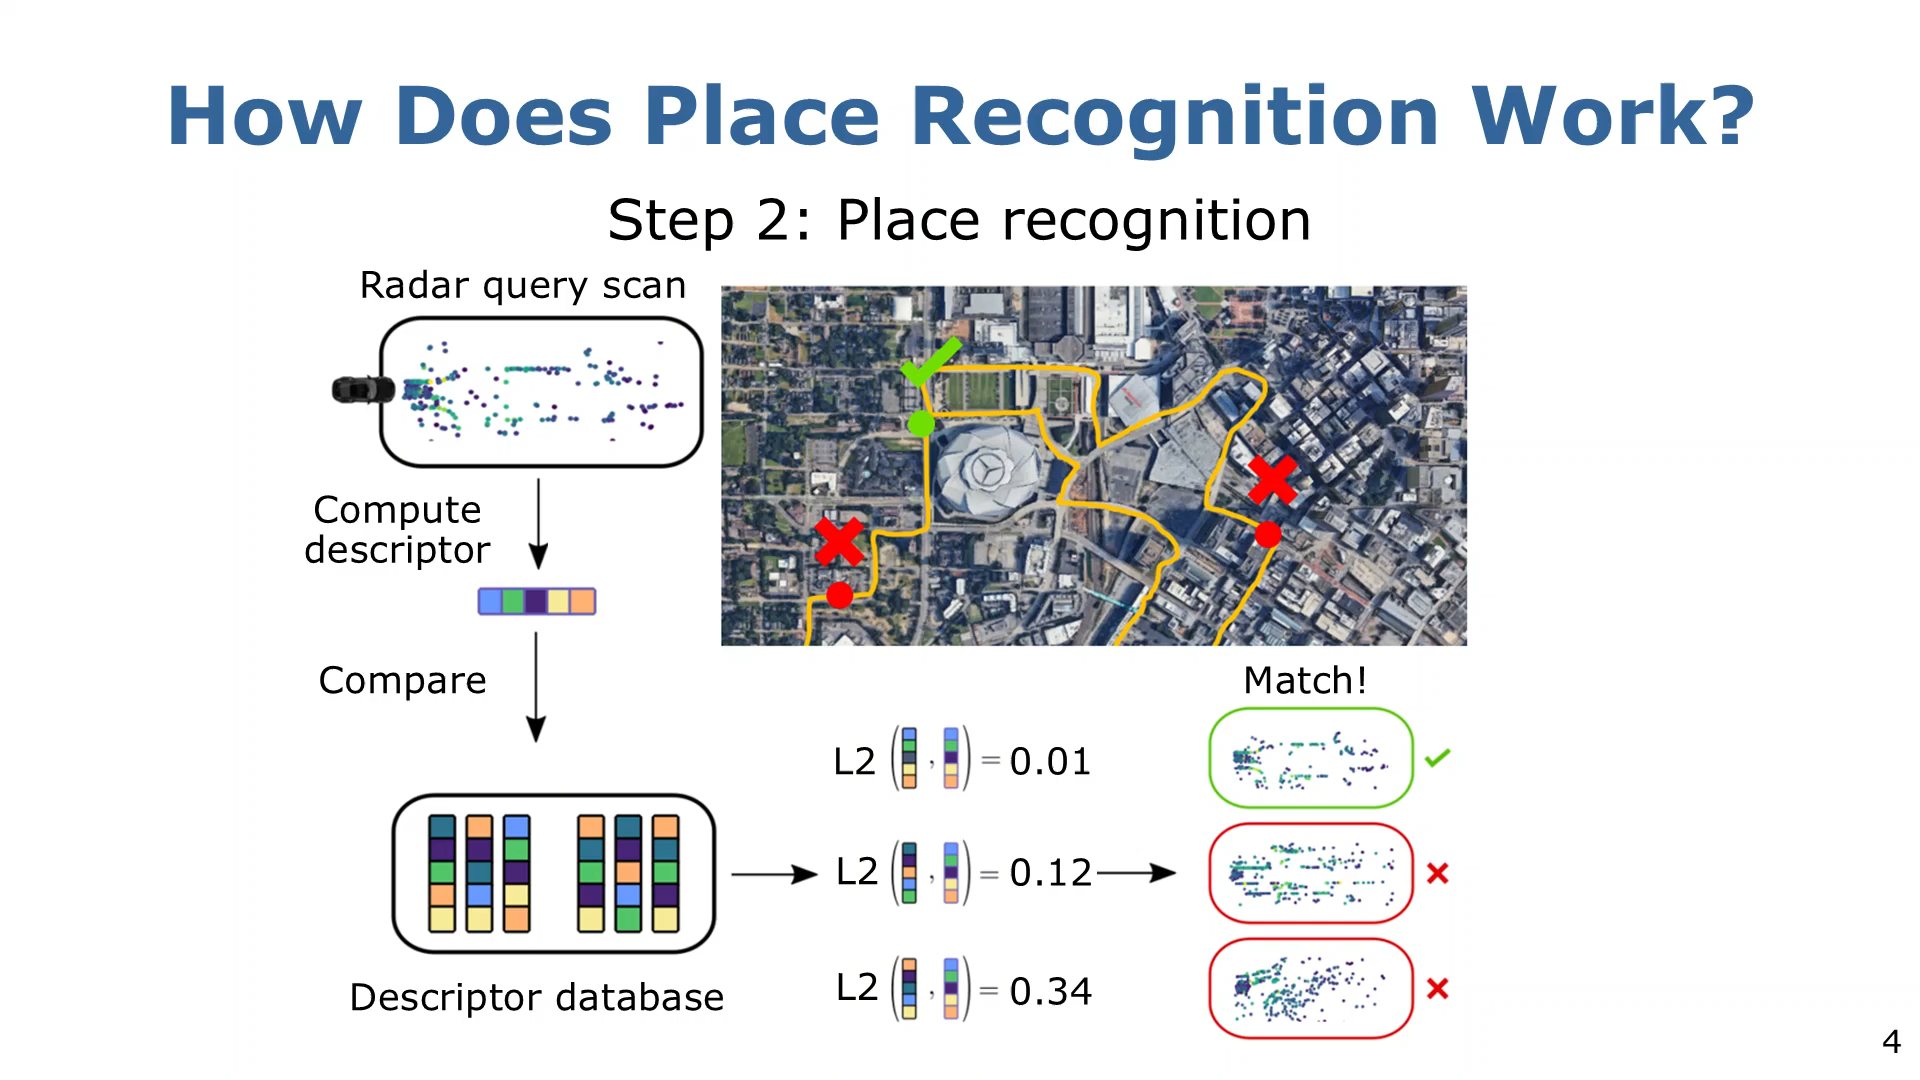 How Does Place Recognition Work?
Step 2: Place recognition
Radar query scan
Compute
descriptor
Compare
Descriptor database
L2 ( , ) = 0.01
L2 ( , ) = 0.12
L2 ( , ) = 0.34
Match!
4